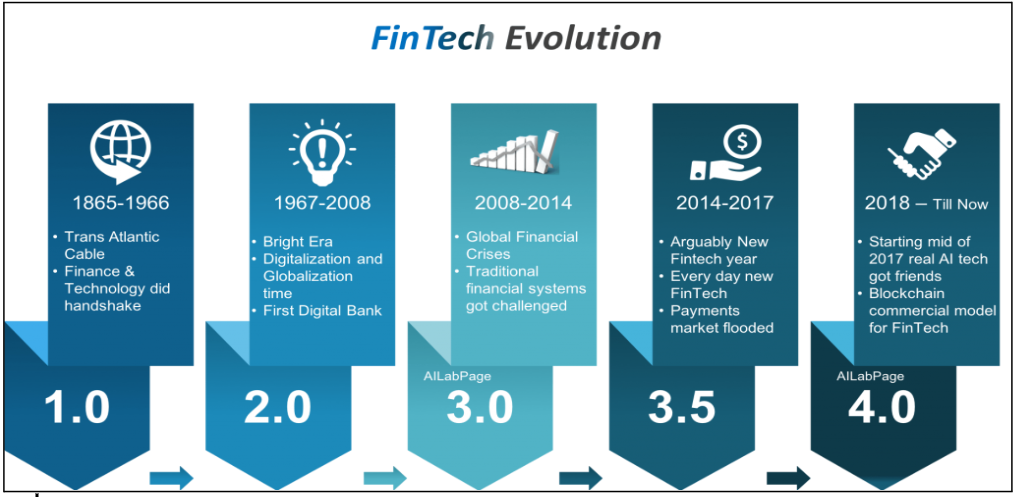 FinTech Evolution
1865-1966
• Trans Atlantic
Cable
• Finance &
Technology did
handshake
1.0
1967-2008
• Bright Era
• Digitalization and
Globalization
time
• First Digital Bank
2.0
2008-2014
• Global Financial
Crises
• Traditional
financial systems
got challenged
AILabPage
3.0
$
2014-2017
• Arguably New
Fintech year
• Every day new
FinTech
• Payments
market flooded
3.5
2018 – Till Now
• Starting mid of
2017 real AI tech
got friends
• Blockchain
commercial model
for FinTech
AILabPage
4.0